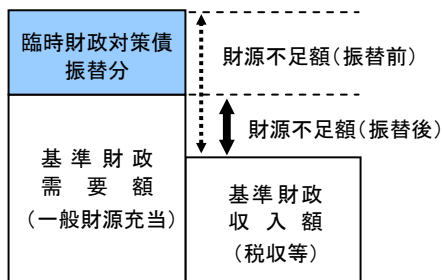 臨時財政対策債
振替分
財源不足額(振替前)
財源不足額(振替後)
基準財政
需要額
(一般財源充当)
基準財政
収入額
(税収等)